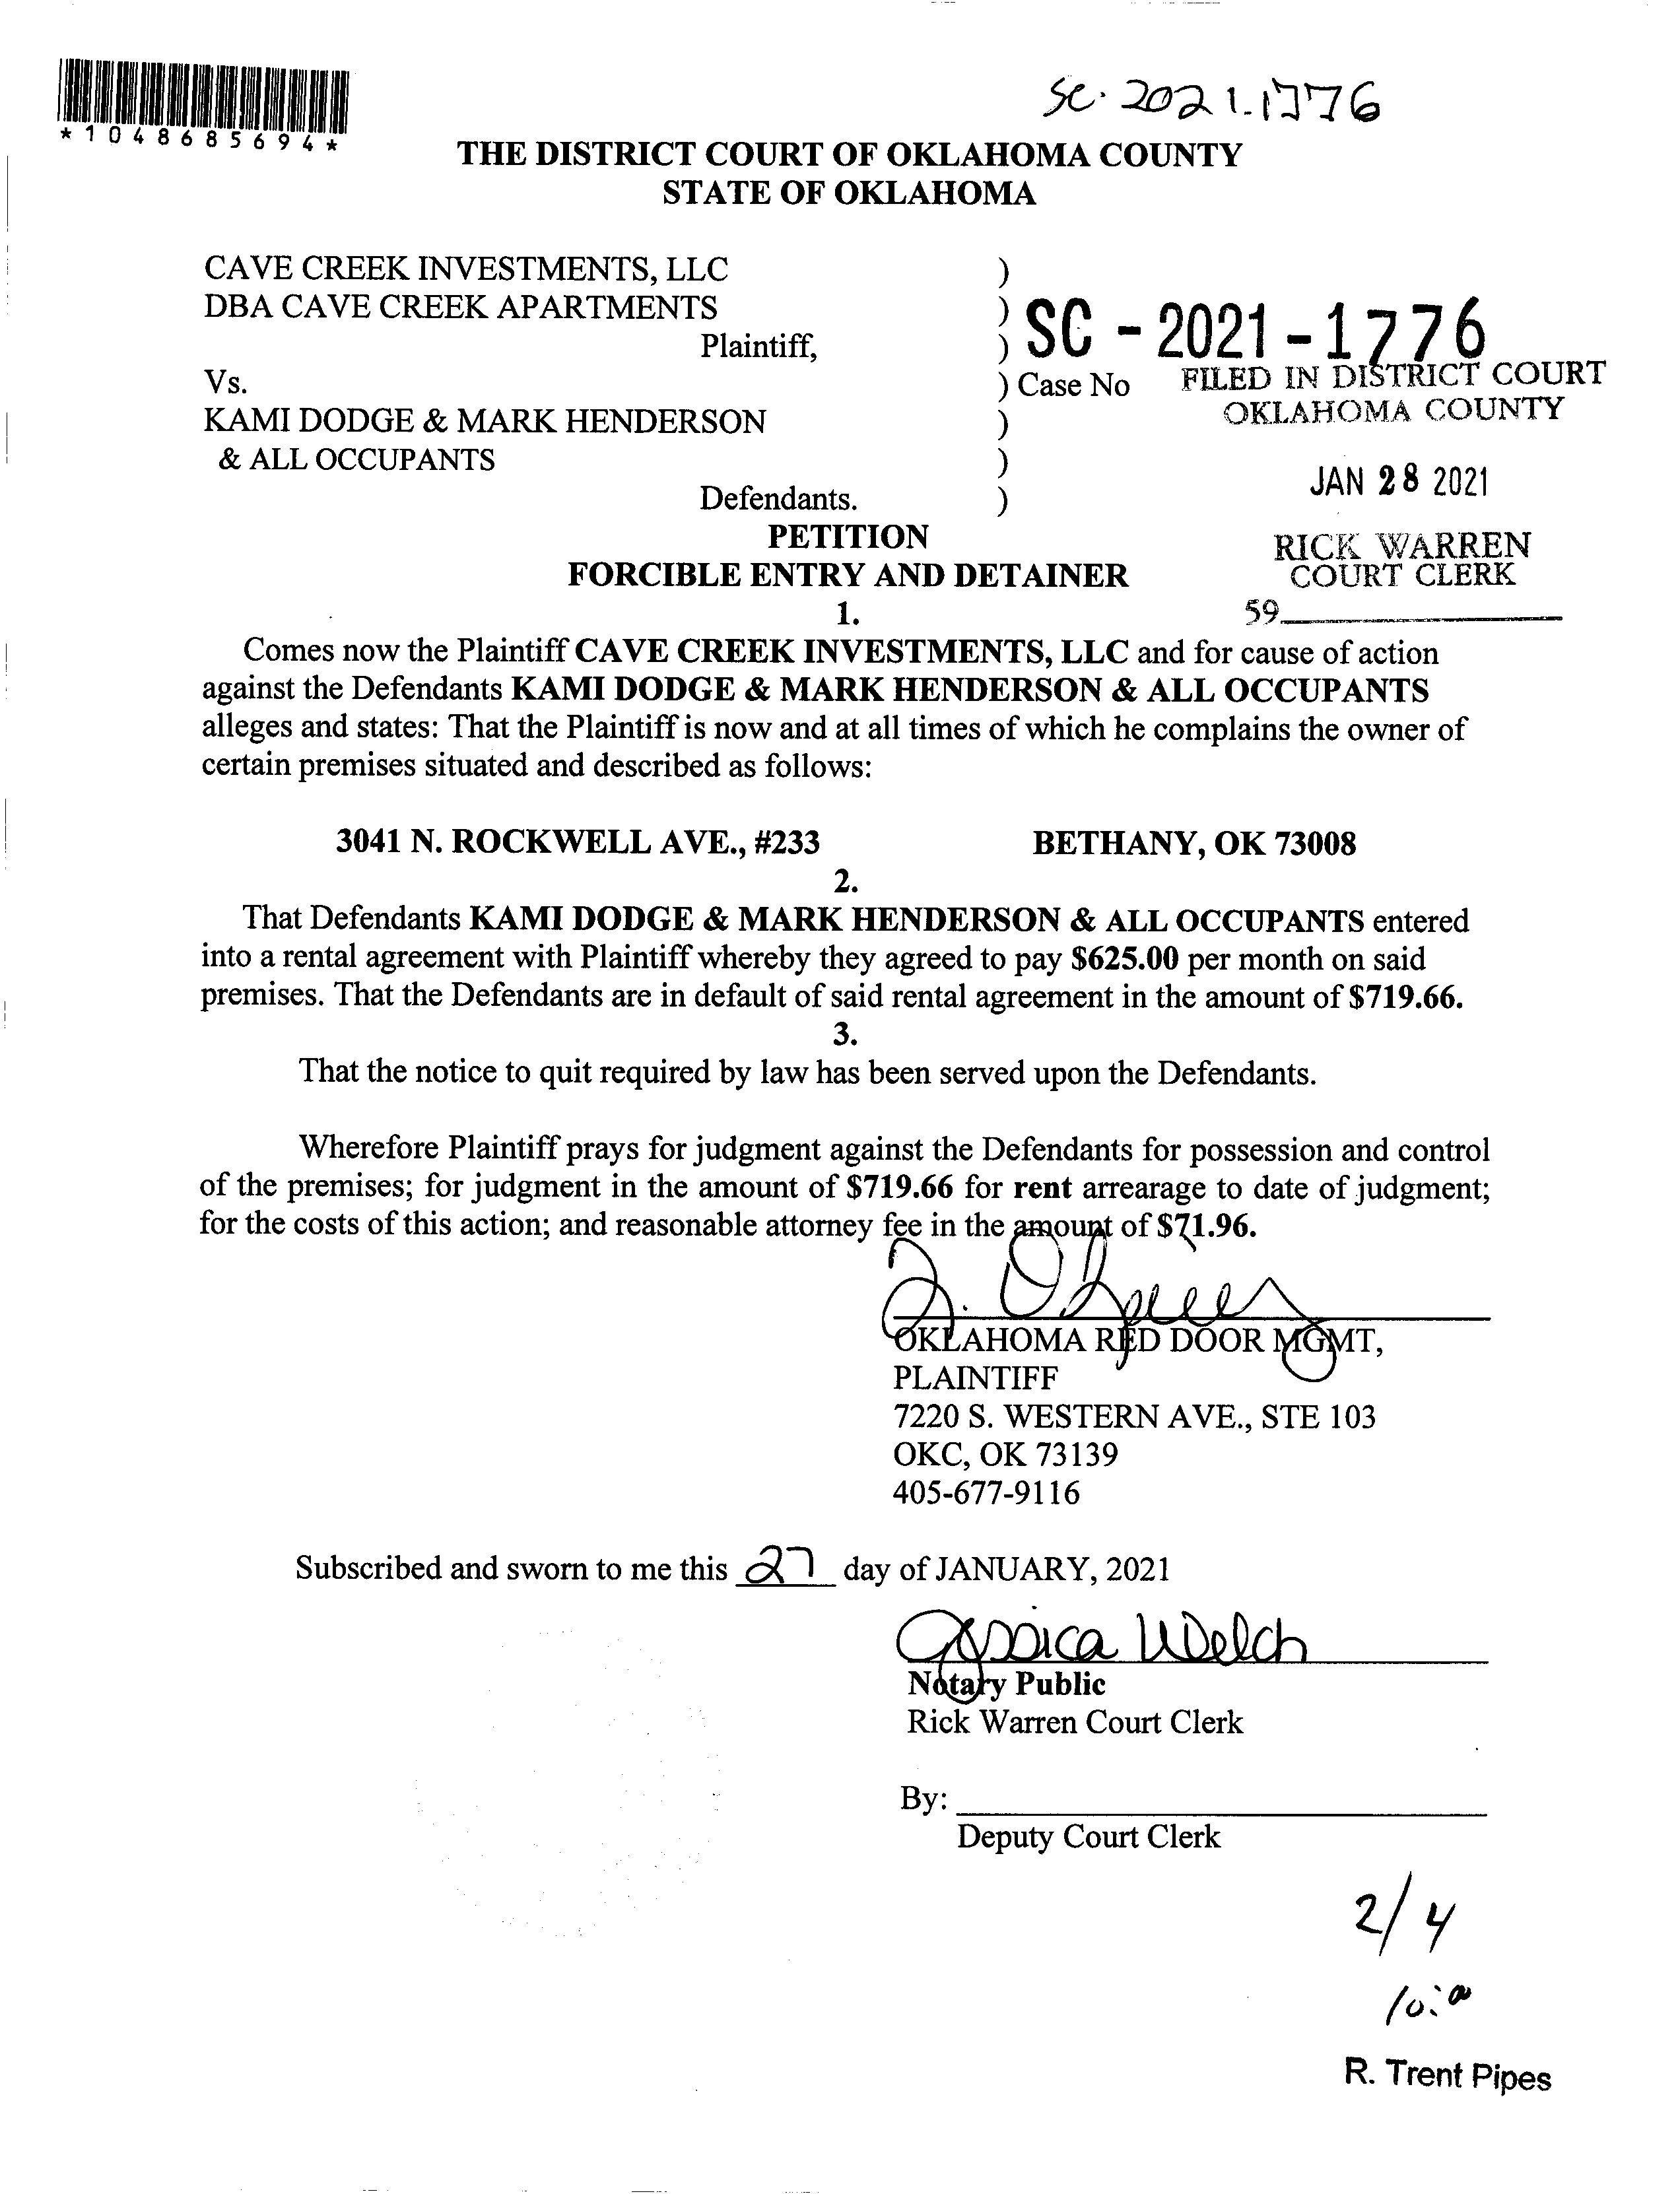 SC. 2021-1776
*1048685694*
THE DISTRICT COURT OF OKLAHOMA COUNTY
STATE OF OKLAHOMA
CAVE CREEK INVESTMENTS, LLC )
DBA CAVE CREEK APARTMENTS )
Plaintiff, ) SC - 2021 - 1776
Vs. ) Case No FILED IN DISTRICT COURT
KAMI DODGE & MARK HENDERSON ) OKLAHOMA COUNTY
& ALL OCCUPANTS )
JAN 28 2021
Defendants. )
PETITION
RICK WARREN
FORCIBLE ENTRY AND DETAINER COURT CLERK
1.
59
Comes now the Plaintiff CAVE CREEK INVESTMENTS, LLC and for cause of action
against the Defendants KAMI DODGE & MARK HENDERSON & ALL OCCUPANTS
alleges and states: That the Plaintiff is now and at all times of which he complains the owner of
certain premises situated and described as follows:
3041 N. ROCKWELL AVE., #233 BETHANY, OK 73008
2.
That Defendants KAMI DODGE & MARK HENDERSON & ALL OCCUPANTS entered
into a rental agreement with Plaintiff whereby they agreed to pay $625.00 per month on said
premises. That the Defendants are in default of said rental agreement in the amount of $719.66.
3.
That the notice to quit required by law has been served upon the Defendants.
Wherefore Plaintiff prays for judgment against the Defendants for possession and control
of the premises; for judgment in the amount of $719.66 for rent arrearage to date of judgment;
for the costs of this action; and reasonable attorney fee in the amount of $71.96.
OKLAHOMA RED DOOR MGMT,
PLAINTIFF
7220 S. WESTERN AVE., STE 103
OKC, OK 73139
405-677-9116
Subscribed and sworn to me this 27 day of JANUARY, 2021
Jessica Welch
Notary Public
Rick Warren Court Clerk
By:
Deputy Court Clerk
2/4
R. Trent Pipes